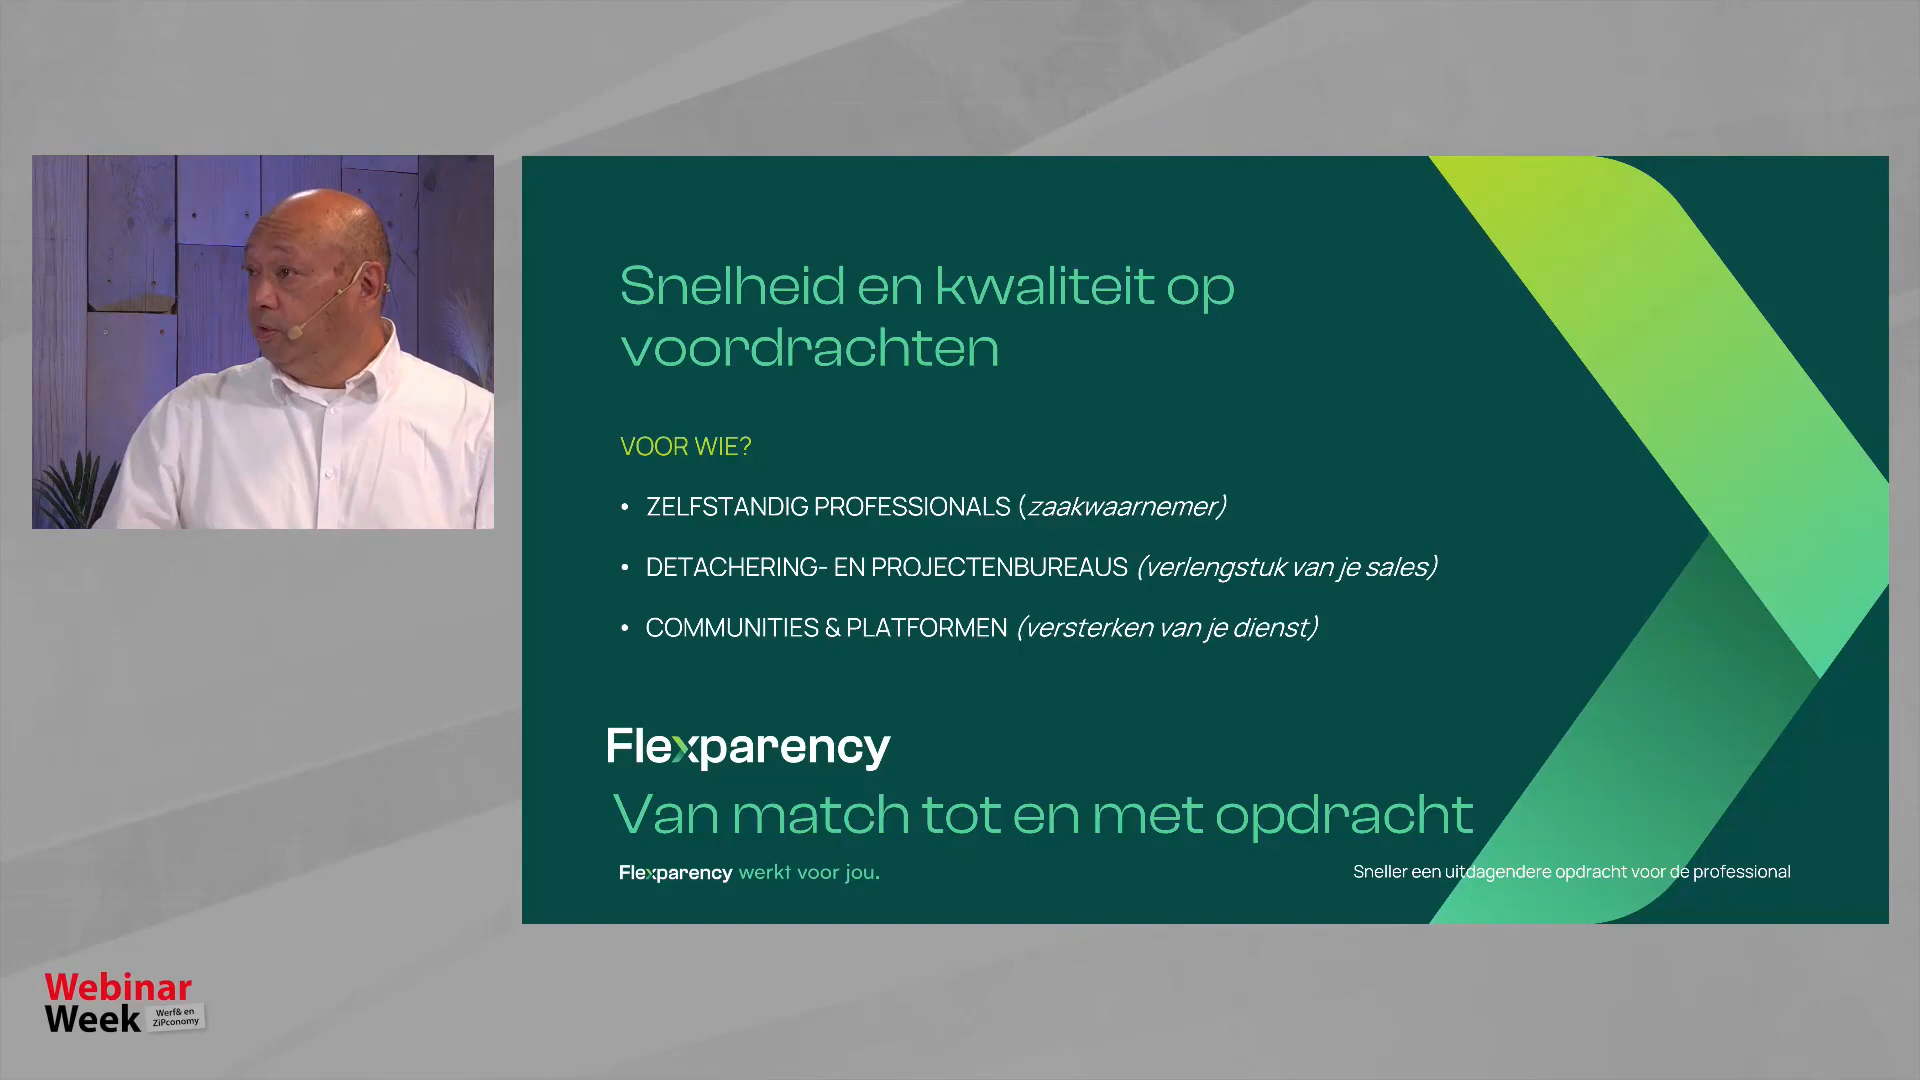 Snelheid en kwaliteit op
voordrachten
VOOR WIE?
• ZELFSTANDIG PROFESSIONALS (zaakwaarnemer)
• DETACHERING- EN PROJECTENBUREAUS (verlengstuk van je sales)
• COMMUNITIES & PLATFORMEN (versterken van je dienst)
Flexparency
Van match tot en met opdracht
Flexparency werkt voor jou.
Sneller een uitdagendere opdracht voor de professional
Webinar
Week
Werf& en
ZiPconomy